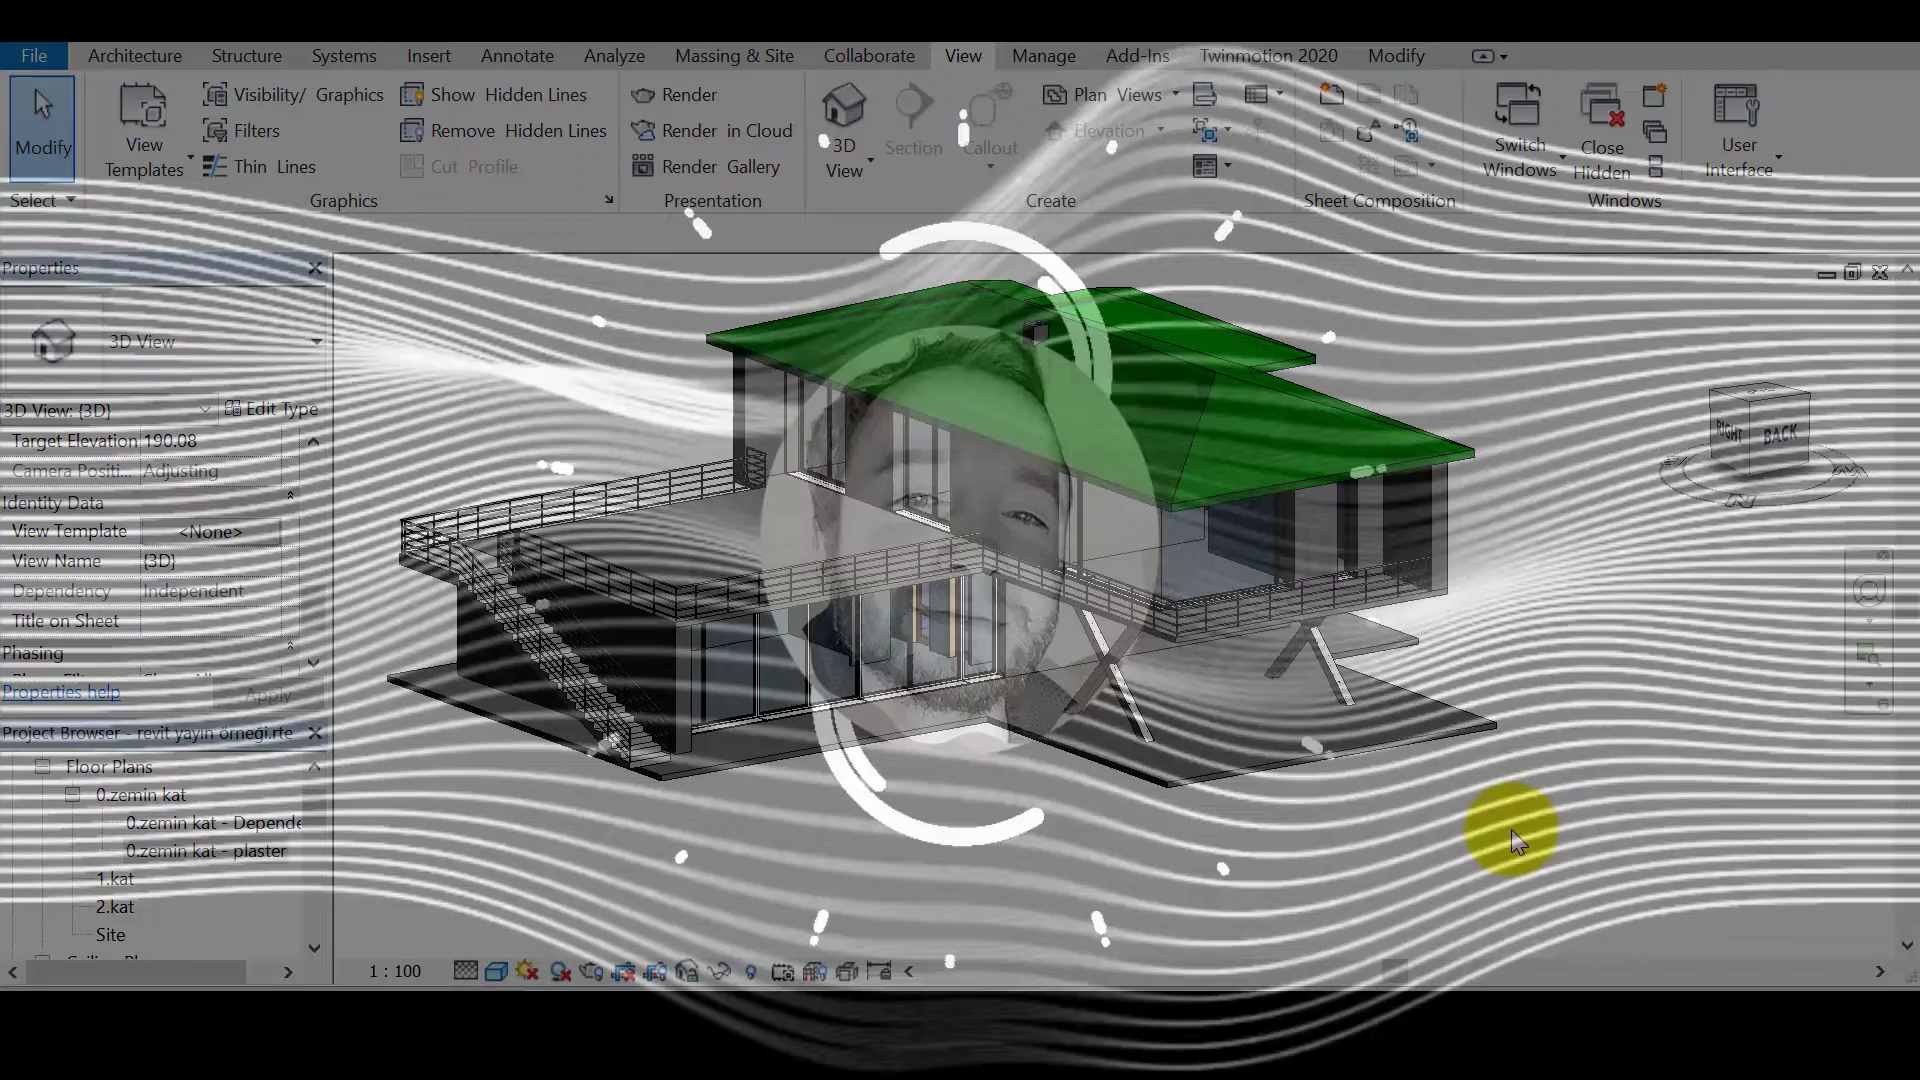 File Architecture Structure Systems Insert Annotate Analyze Massing & Site Collaborate View Manage Add-Ins Twinmotion 2020 Modify
Modify
View Templates
Visibility/ Graphics
Filters
Thin Lines
Show Hidden Lines
Remove Hidden Lines
Cut Profile
Render
Render in Cloud
Render Gallery
3D View
Section
Callout
Plan Views
Elevation
Switch Windows
Close Hidden
User Interface
Select Graphics Presentation Create Sheet Composition Windows
Properties
3D View
3D View: {3D} Edit Type
Target Elevation 190.08
Camera Positi... Adjusting
Identity Data
View Template <None>
View Name {3D}
Dependency Independent
Title on Sheet
Phasing
Properties help Apply
Project Browser - revit yayın örneği.rte
Floor Plans
0.zemin kat
0.zemin kat - Depende
0.zemin kat - plaster
1.kat
2.kat
Site
1 : 100
RIGHT BACK